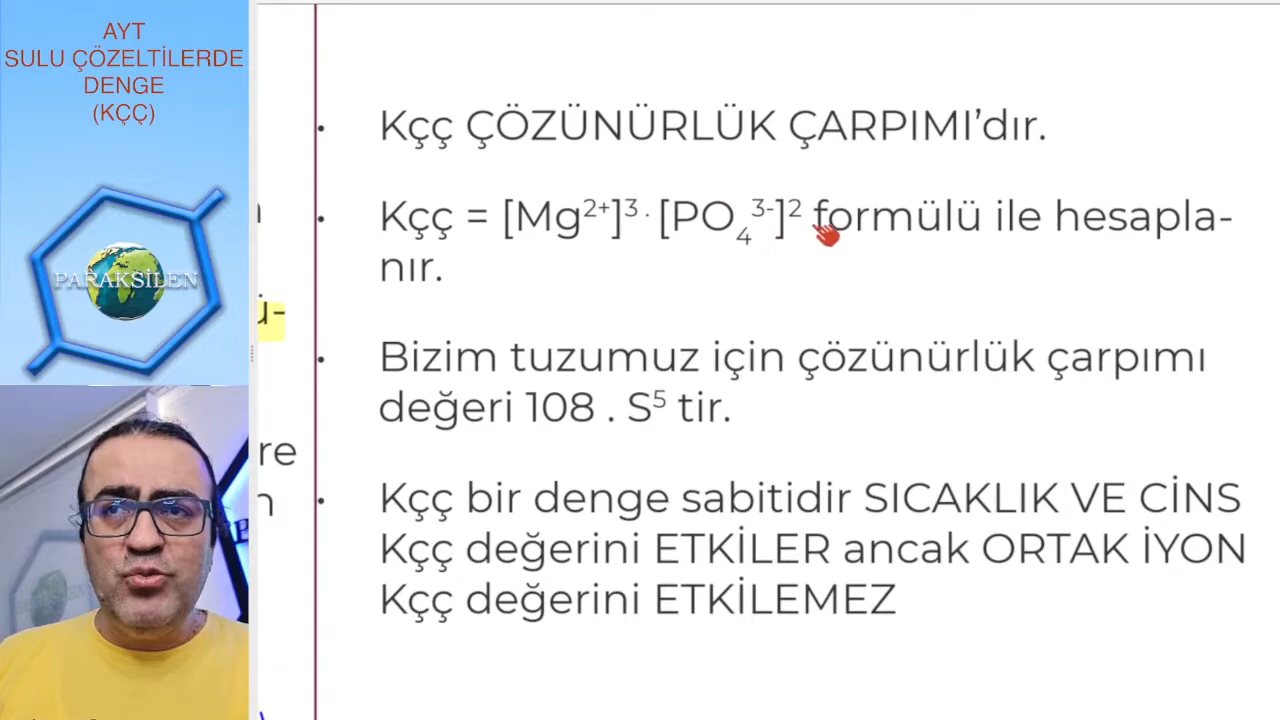 AYT
SULU ÇÖZELTİLERDE
DENGE
(KÇÇ)
PARAKSİLEN
ü-
re
• Kçç ÇÖZÜNÜRLÜK ÇARPIMI’dır.
• Kçç = [Mg²⁺]³ · [PO₄³⁻]² formülü ile hesapla-
nır.
• Bizim tuzumuz için çözünürlük çarpımı
değeri 108 . S⁵ tir.
• Kçç bir denge sabitidir SICAKLIK VE CİNS
Kçç değerini ETKİLER ancak ORTAK İYON
Kçç değerini ETKİLEMEZ